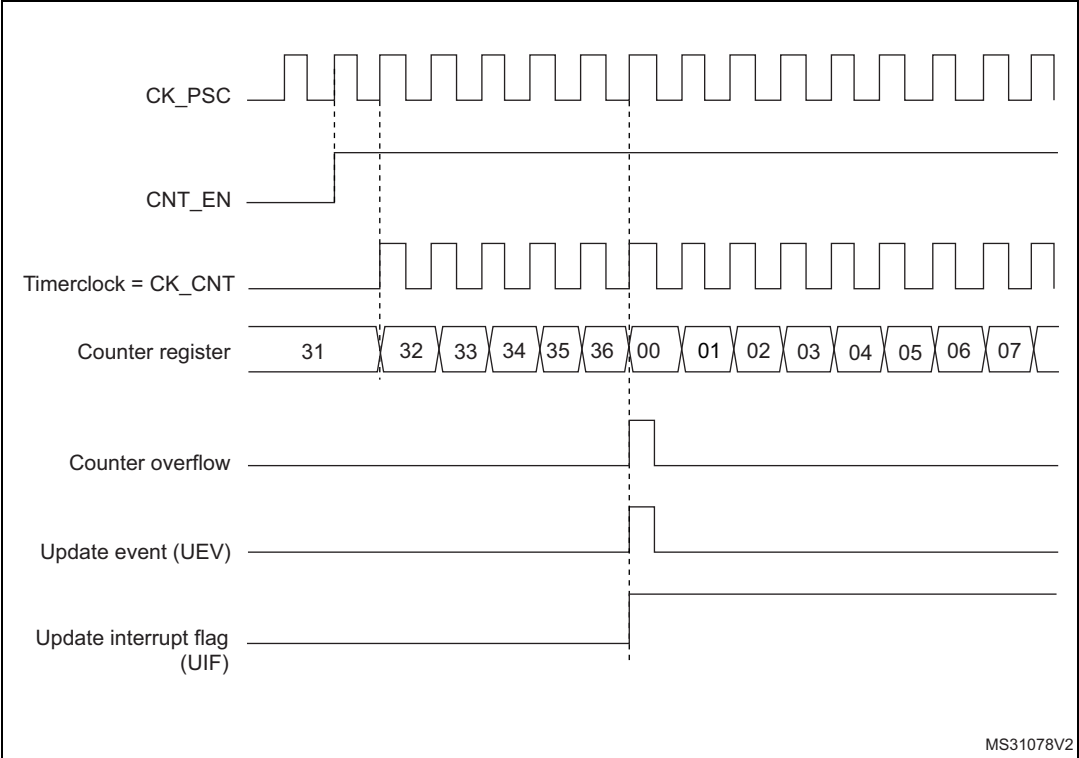 CK_PSC
CNT_EN
Timerclock = CK_CNT
Counter register 31 32 33 34 35 36 00 01 02 03 04 05 06 07
Counter overflow
Update event (UEV)
Update interrupt flag
(UIF)
MS31078V2